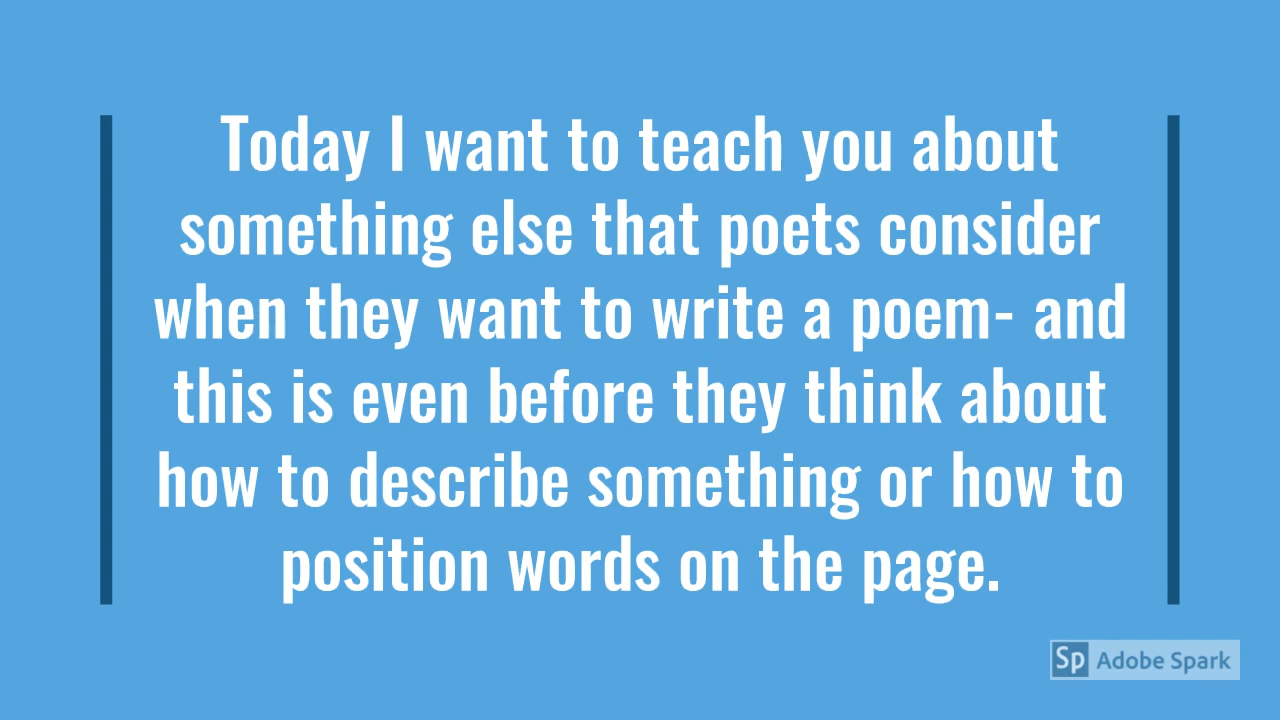 Today I want to teach you about
something else that poets consider
when they want to write a poem- and
this is even before they think about
how to describe something or how to
position words on the page.
Sp Adobe Spark